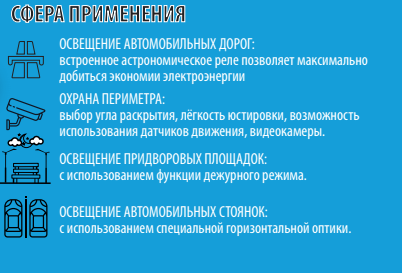 СФЕРА ПРИМЕНЕНИЯ
ОСВЕЩЕНИЕ АВТОМОБИЛЬНЫХ ДОРОГ:
встроенное астрономическое реле позволяет максимально
добиться экономии электроэнергии
ОХРАНА ПЕРИМЕТРА:
выбор угла раскрытия, лёгкость юстировки, возможность
использования датчиков движения, видеокамеры.
ОСВЕЩЕНИЕ ПРИДВОРОВЫХ ПЛОЩАДОК:
с использованием функции дежурного режима.
ОСВЕЩЕНИЕ АВТОМОБИЛЬНЫХ СТОЯНОК:
с использованием специальной горизонтальной оптики.